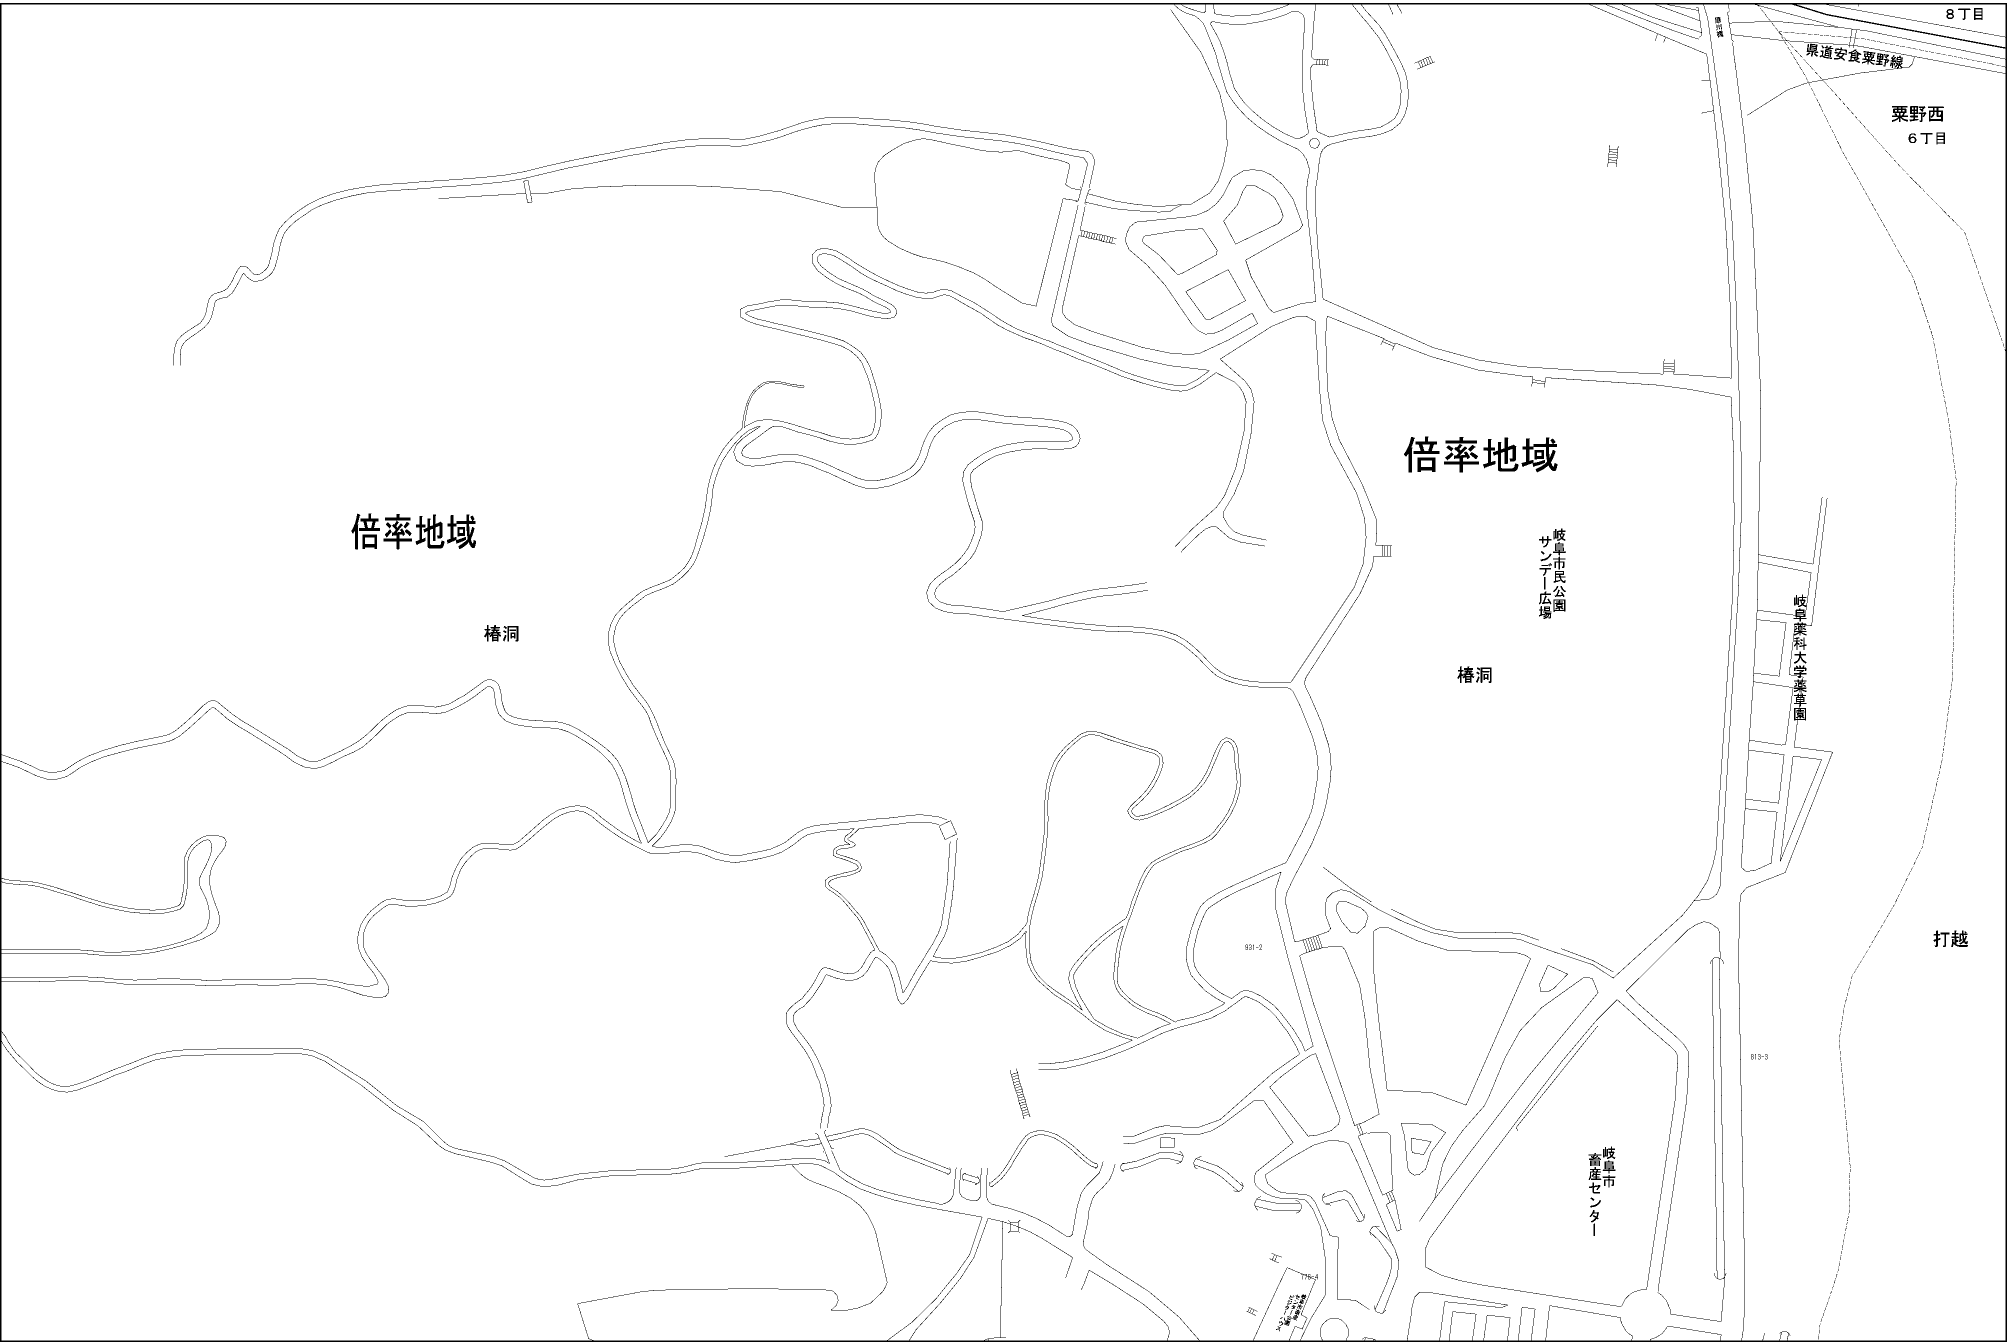 8丁目
県道安食粟野線
粟野西
6丁目
倍率地域
倍率地域
岐阜市民公園
サンデー広場
椿洞
岐阜薬科大学薬草園
椿洞
打越
931-2
813-3
岐阜市
畜産センター
776-4